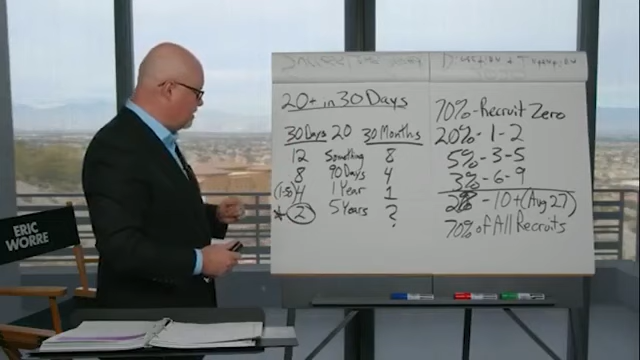 ERIC
WORRE
20+ in 30 Days
30 Days 20 30 Months
12 Something 8
8 90 Days 4
(1-5) 4 1 Year 1
* 2 5 Years ?
70% - Recruit Zero
20% - 1 - 2
5% - 3 - 5
3% - 6 - 9
2% - 10 + (Avg 27)
70% of All Recruits